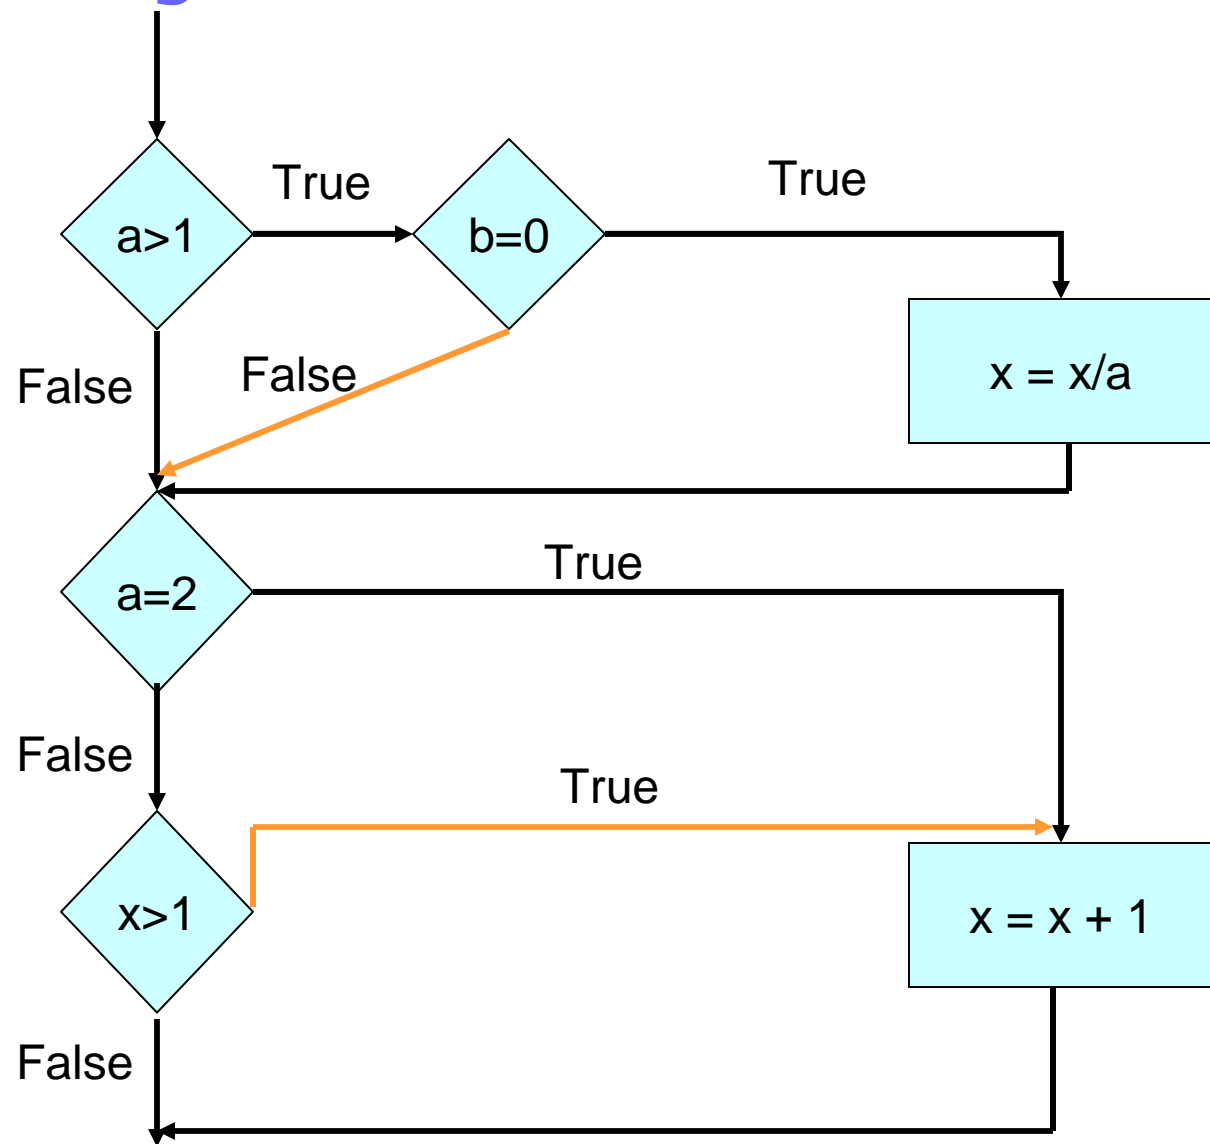 True
True
a>1
b=0
False
False
x = x/a
True
a=2
False
True
x>1
x = x + 1
False